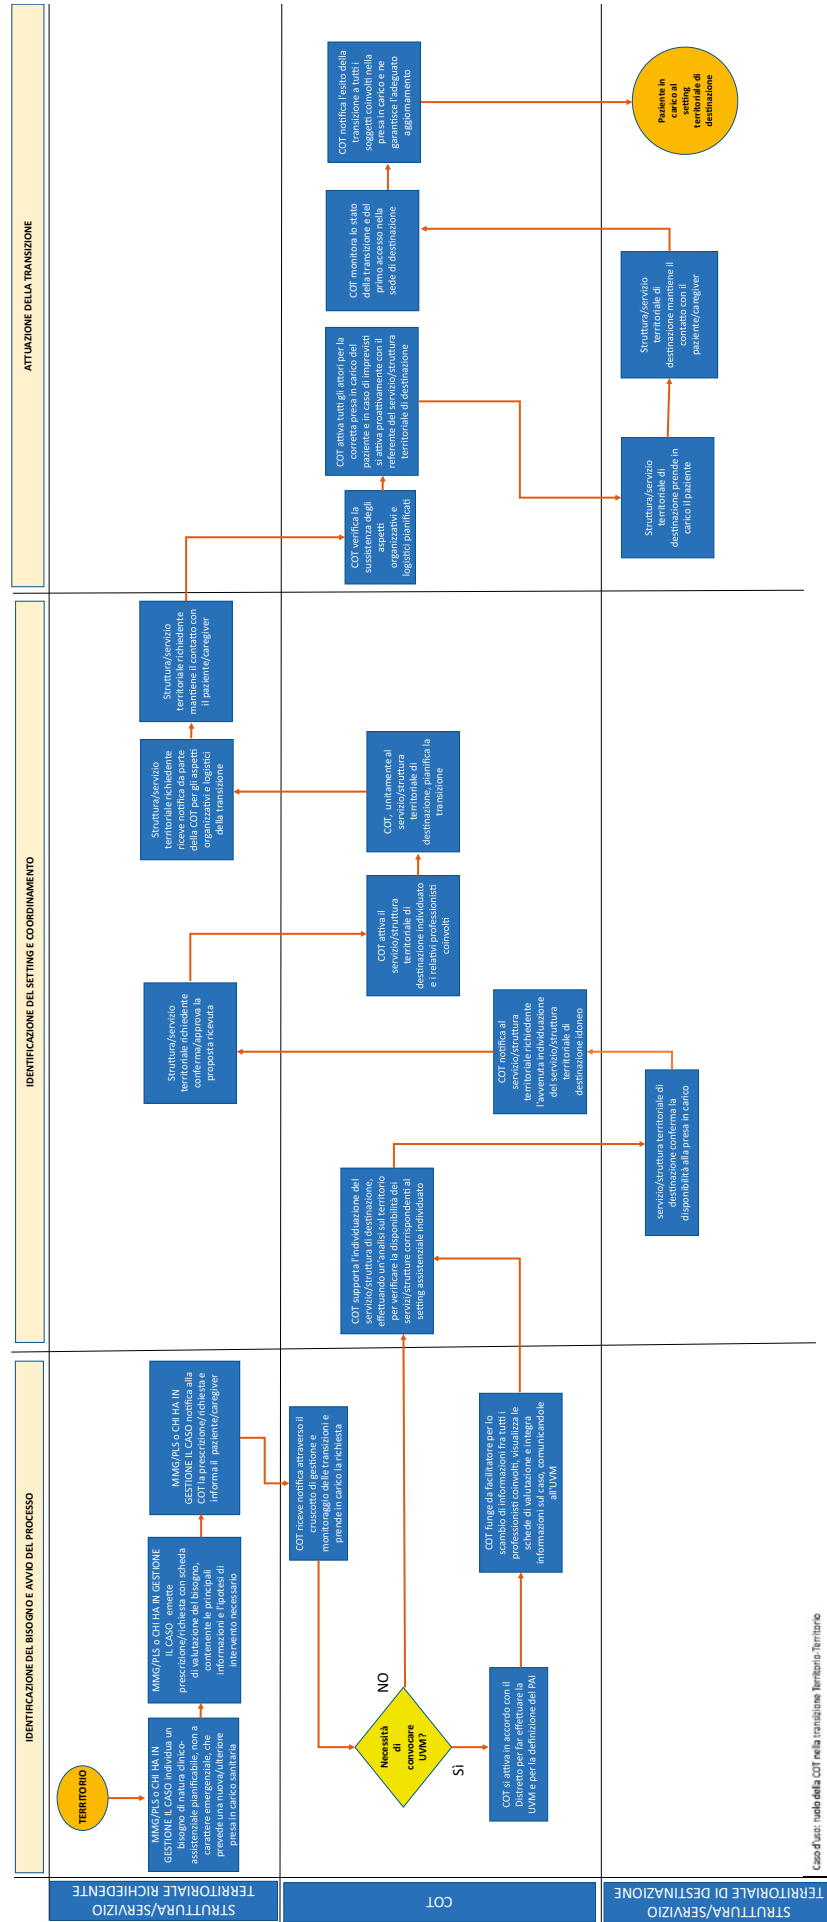 IDENTIFICAZIONE DEL BISOGNO E AVVIO DEL PROCESSO
IDENTIFICAZIONE DEL SETTING E COORDINAMENTO
ATTUAZIONE DELLA TRANSIZIONE
STRUTTURA/SERVIZIO
TERRITORIALE RICHIEDENTE
TERRITORIO
MMG/PLS o CHI HA IN
GESTIONE IL CASO individua un
bisogno di natura clinico-
assistenziale pianificabile, non a
carattere emergenziale, che
prevede una nuova/ulteriore
presa in carico sanitaria
MMG/PLS o CHI HA IN GESTIONE
IL CASO emette
prescrizione/richiesta con scheda
di valutazione del bisogno,
contenente le principali
informazioni e l'ipotesi di
intervento necessario
MMG/PLS o CHI HA IN
GESTIONE IL CASO notifica alla
COT la prescrizione/richiesta e
informa il paziente/caregiver
Struttura/servizio
territoriale richiedente
conferma/approva la
proposta ricevuta
Struttura/servizio
territoriale richiedente
riceve notifica da parte
della COT per gli aspetti
organizzativi e logistici
della transizione
Struttura/servizio
territoriale richiedente
mantiene il contatto con
il paziente/caregiver
COT
COT riceve notifica attraverso il
cruscotto di gestione e
monitoraggio delle transizioni e
prende in carico la richiesta
Necessità
di
convocare
UVM?
NO
Sì
COT si attiva in accordo con il
Distretto per far effettuare la
UVM e per la definizione del PAI
COT funge da facilitatore per lo
scambio di informazioni fra tutti i
professionisti coinvolti, visualizza le
schede di valutazione e integra
informazioni sul caso, comunicandole
all'UVM
COT supporta l'individuazione del
servizio/struttura di destinazione,
effettuando un'analisi sul territorio
per verificare la disponibilità dei
servizi/strutture corrispondenti al
setting assistenziale individuato
COT notifica al
servizio/struttura
territoriale richiedente
l'avvenuta individuazione
del servizio/struttura
territoriale di
destinazione idoneo
COT attiva il
servizio/struttura
territoriale di
destinazione individuato
e i relativi professionisti
coinvolti
COT, unitamente al
servizio/struttura
territoriale di
destinazione, pianifica la
transizione
COT verifica la
sussistenza degli
aspetti
organizzativi e
logistici pianificati
COT attiva tutti gli attori per la
corretta presa in carico del
paziente e in caso di imprevisti
si attiva proattivamente con il
referente del servizio/struttura
territoriale di destinazione
COT monitora lo stato
della transizione e del
primo accesso nella
sede di destinazione
COT notifica l'esito della
transizione a tutti i
soggetti coinvolti nella
presa in carico e ne
garantisce l'adeguato
aggiornamento
STRUTTURA/SERVIZIO
TERRITORIALE DI DESTINAZIONE
servizio/struttura territoriale di
destinazione conferma la
disponibilità alla presa in carico
Struttura/servizio
territoriale di
destinazione prende in
carico il paziente
Struttura/servizio
territoriale di
destinazione mantiene il
contatto con il
paziente/caregiver
Paziente in
carico al
setting
territoriale di
destinazione
Caso d'uso: ruolo della COT nella transizione Territorio-Territorio